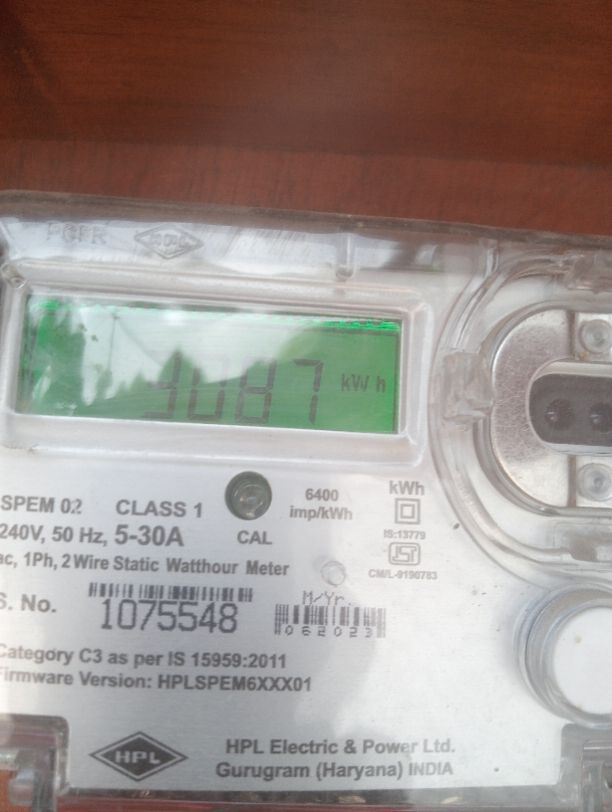 kWh
SPEM 02 CLASS 1
6400
imp/kWh
kWh
240V, 50 Hz, 5-30A
CAL
IS:13779
ac, 1Ph, 2 Wire Static Watthour Meter
CM/L-9190783
S. No. 1075548
M/Yr.
062023
Category C3 as per IS 15959:2011
Firmware Version: HPLSPEM6XXX01
HPL
HPL Electric & Power Ltd.
Gurugram (Haryana) INDIA